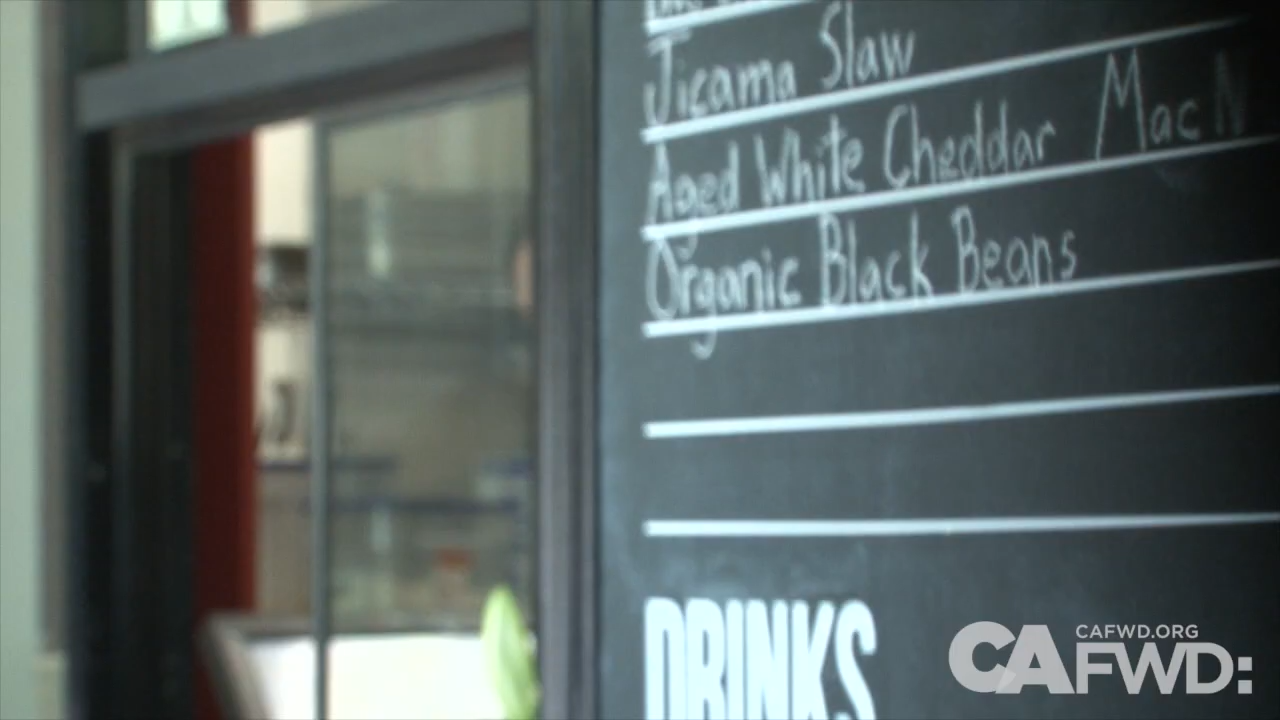 Jicama Slaw
Aged White Cheddar Mac N
Organic Black Beans
DRINKS
CAFWD.ORG
CAFWD: